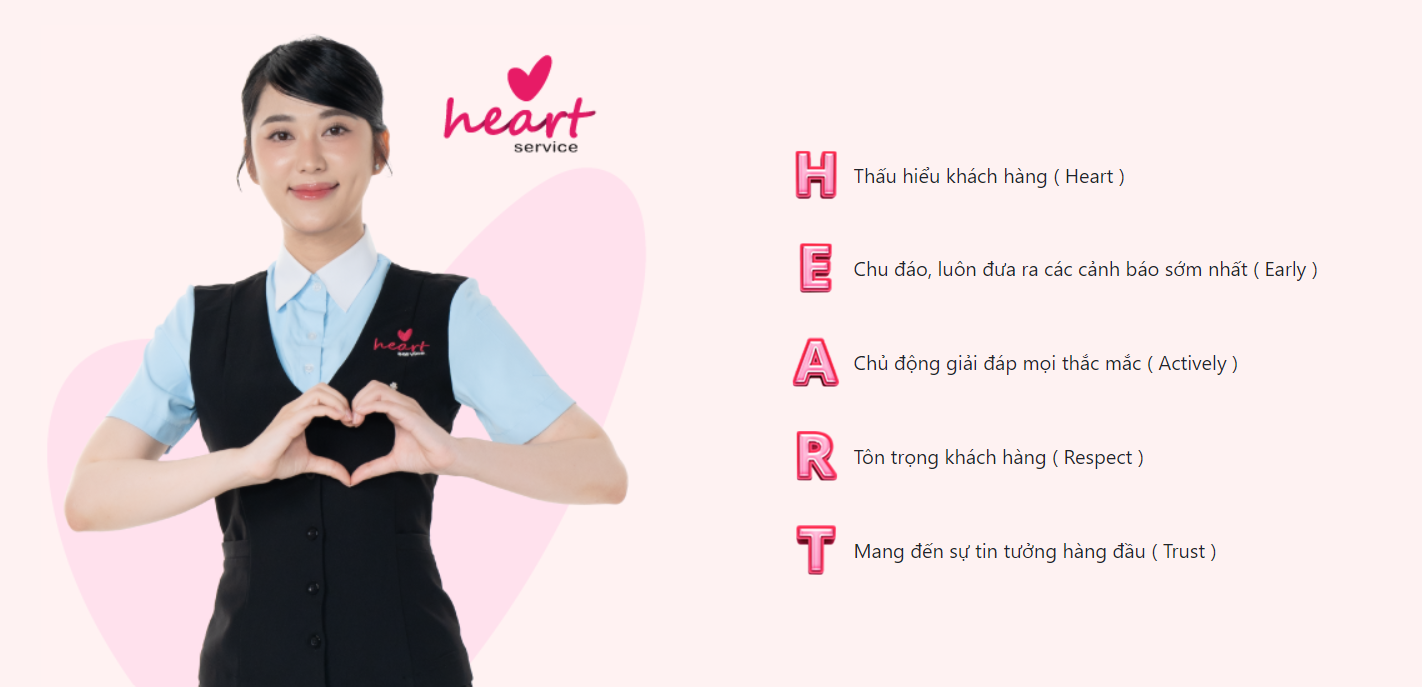 heart
service
heart
service
H Thấu hiểu khách hàng ( Heart )
E Chu đáo, luôn đưa ra các cảnh báo sớm nhất ( Early )
A Chủ động giải đáp mọi thắc mắc ( Actively )
R Tôn trọng khách hàng ( Respect )
T Mang đến sự tin tưởng hàng đầu ( Trust )